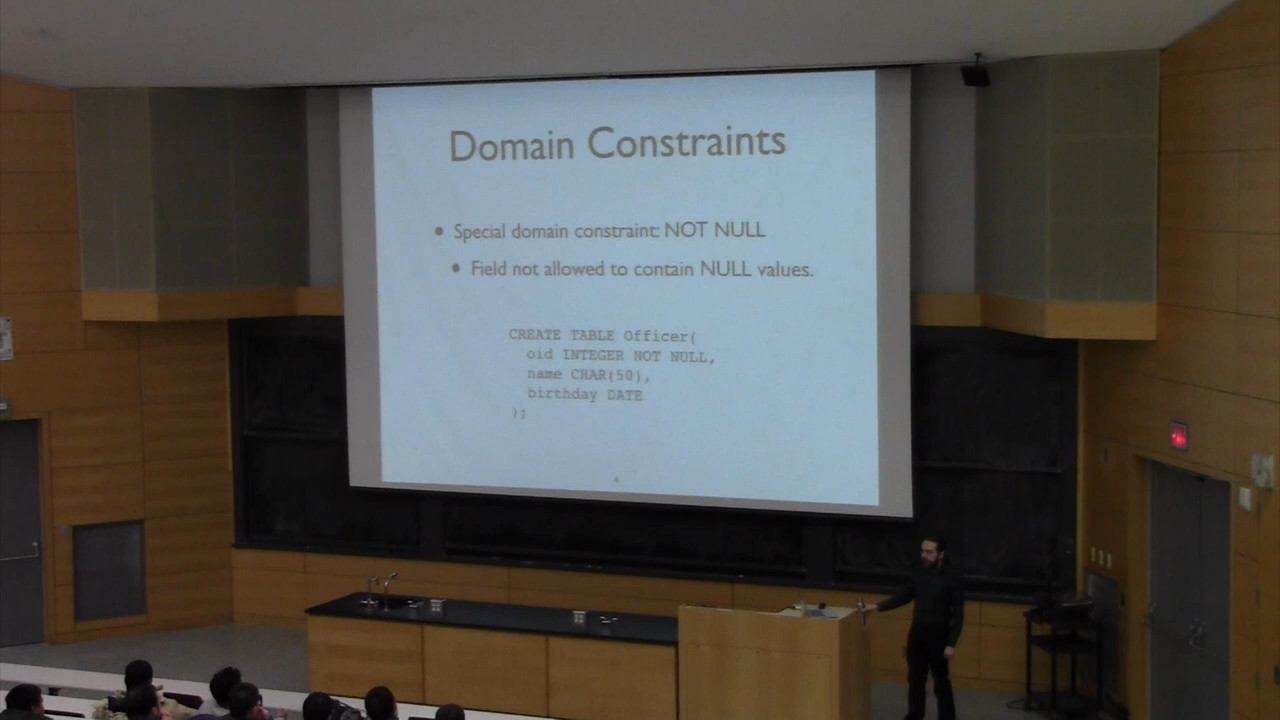 Domain Constraints
• Special domain constraint: NOT NULL
• Field not allowed to contain NULL values.
CREATE TABLE Officer(
oid INTEGER NOT NULL,
name CHAR(50),
birthday DATE
);